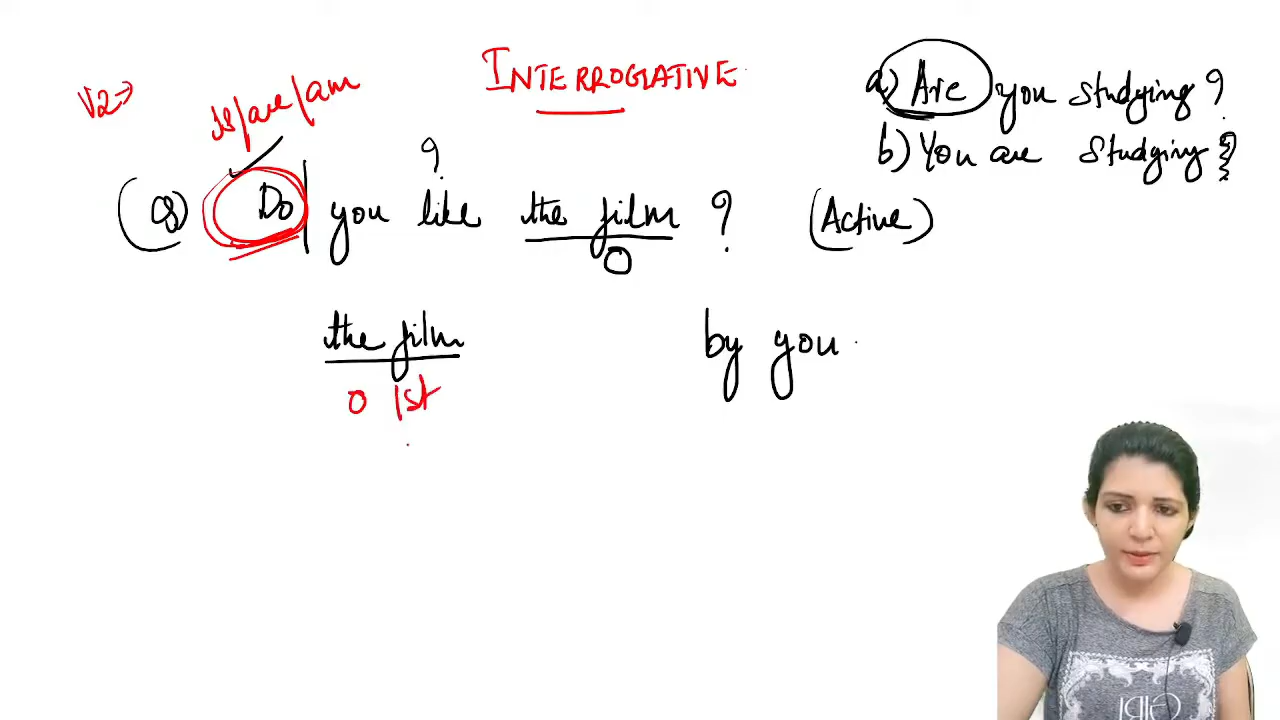 INTERROGATIVE
V2→
is/are/am
a) Are you studying ?
b) You are studying ?
?
(Q) Do you like the film ? (Active)
O
the film by you
O 1st